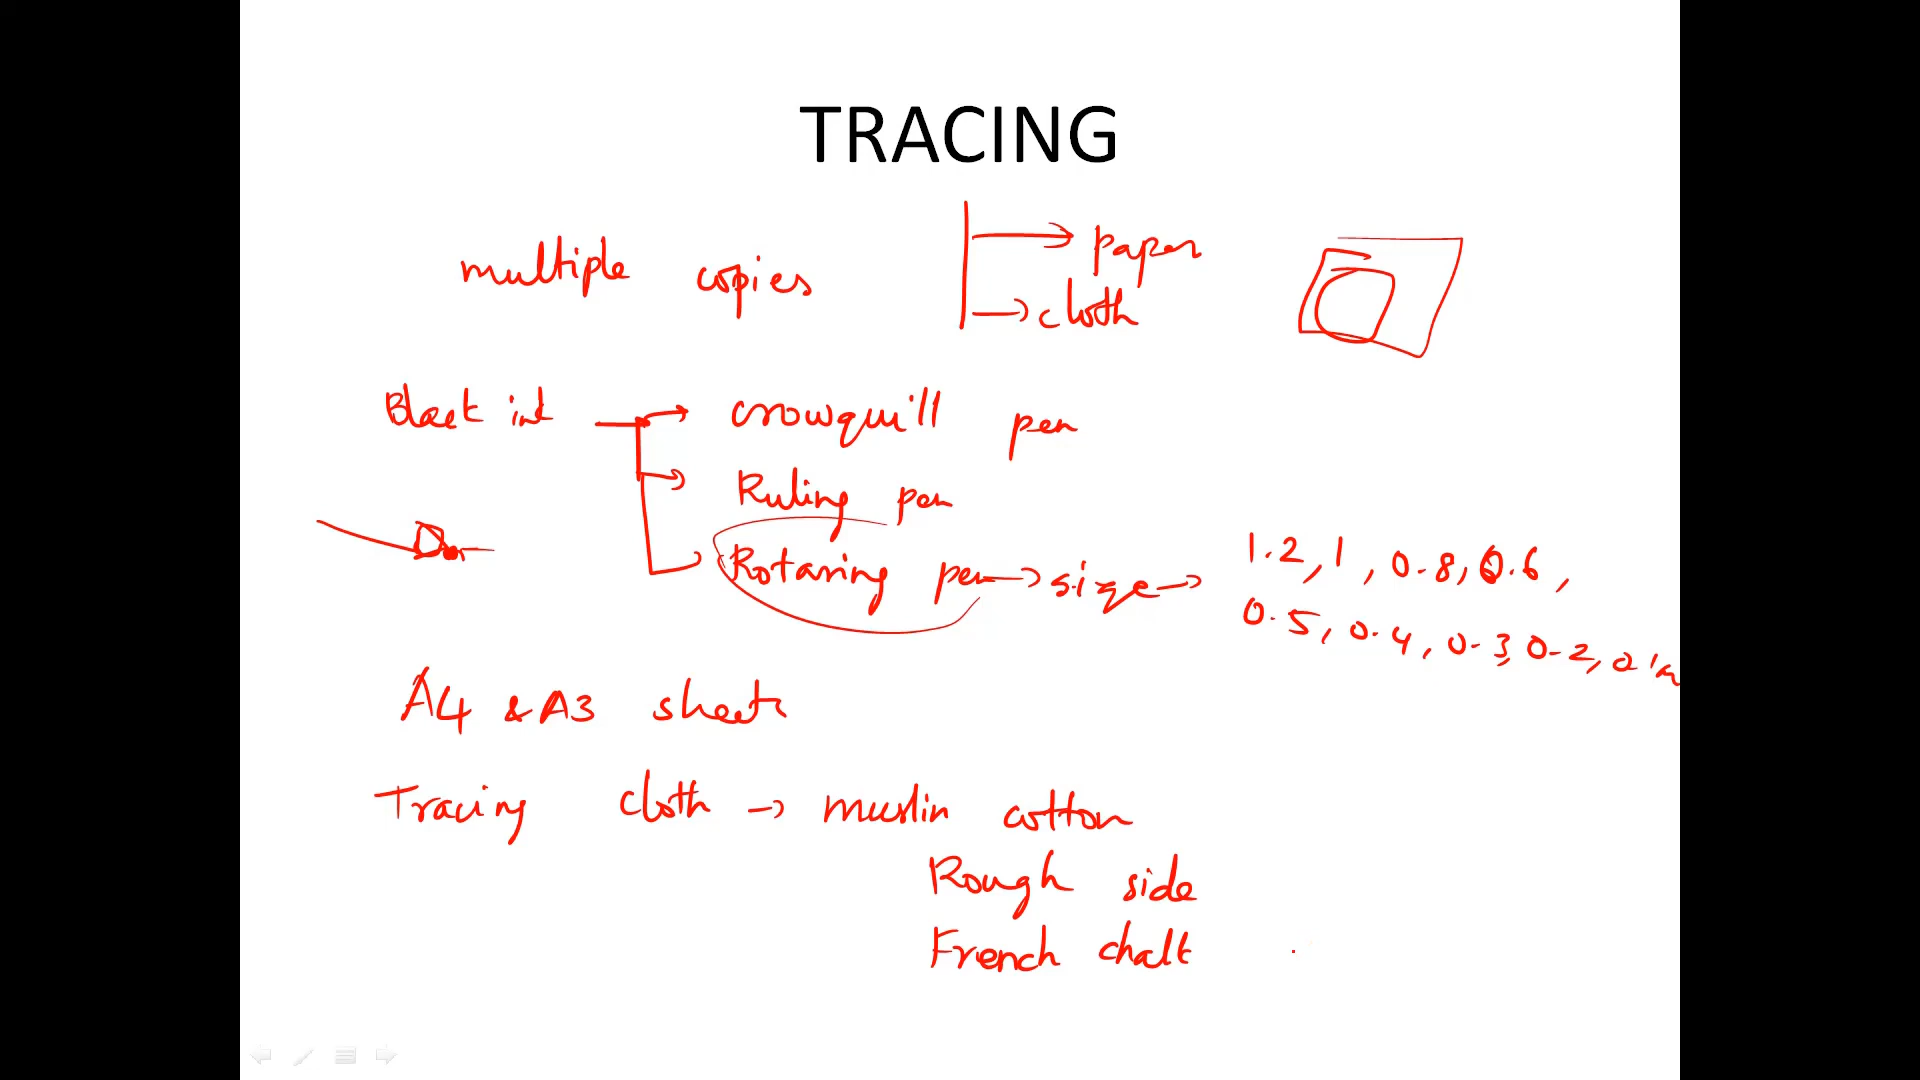 TRACING
multiple copies → paper
→ cloth
Black ink → crowquill pen
→ Ruling pen
→ Rotaring pen → size → 1.2, 1, 0.8, 0.6,
0.5, 0.4, 0.3, 0.2,
A4 & A3 sheets
Tracing cloth → muslin cotton
Rough side
French chalk